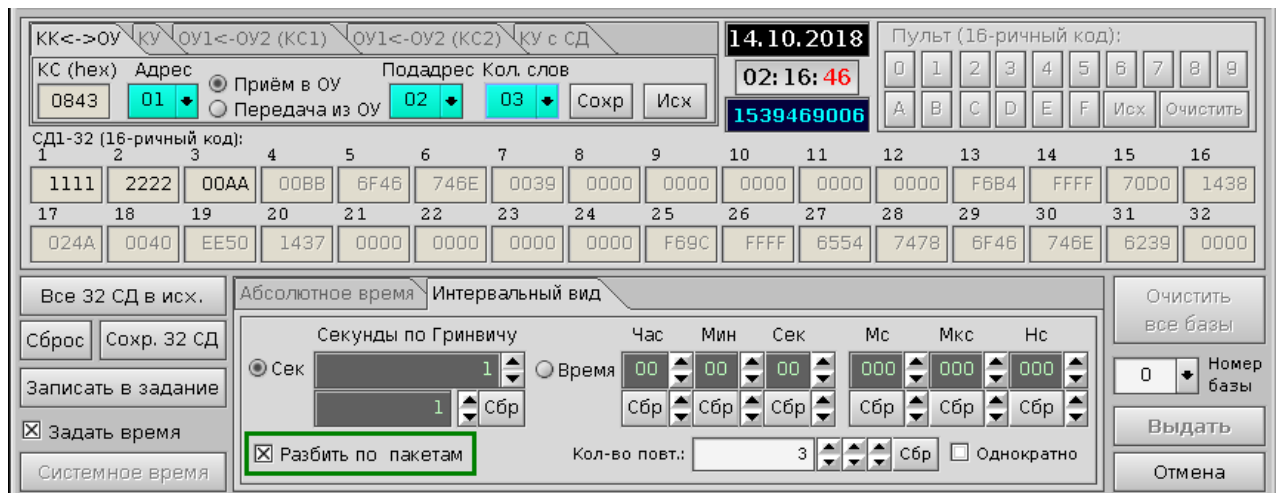 КК<->ОУ КУ ОУ1<-ОУ2 (КС1) ОУ1<-ОУ2 (КС2) КУ с СД
14.10.2018
Пульт (16-ричный код):
КС (hex) Адрес Приём в ОУ Подадрес Кол. слов
0843 01 Передача из ОУ 02 03 Сохр Исх
02:16:46
1539469006
0 1 2 3 4 5 6 7 8 9
A B C D E F Исх Очистить
СД1-32 (16-ричный код):
1 2 3 4 5 6 7 8 9 10 11 12 13 14 15 16
1111 2222 00AA 00BB 6F46 746E 0039 0000 0000 0000 0000 0000 F6B4 FFFF 70D0 1438
17 18 19 20 21 22 23 24 25 26 27 28 29 30 31 32
024A 0040 EE50 1437 0000 0000 0000 0000 F69C FFFF 6554 7478 6F46 746E 6239 0000
Все 32 СД в исх.
Сброс Сохр. 32 СД
Записать в задание
Задать время
Системное время
Абсолютное время Интервальный вид
Секунды по Гринвичу Час Мин Сек Мс Мкс Нс
Сек 1 Время 00 00 00 000 000 000
1 Сбр Сбр Сбр Сбр Сбр Сбр Сбр
Разбить по пакетам Кол-во повт.: 3 Сбр Однократно
Очистить
все базы
0 Номер
базы
Выдать
Отмена